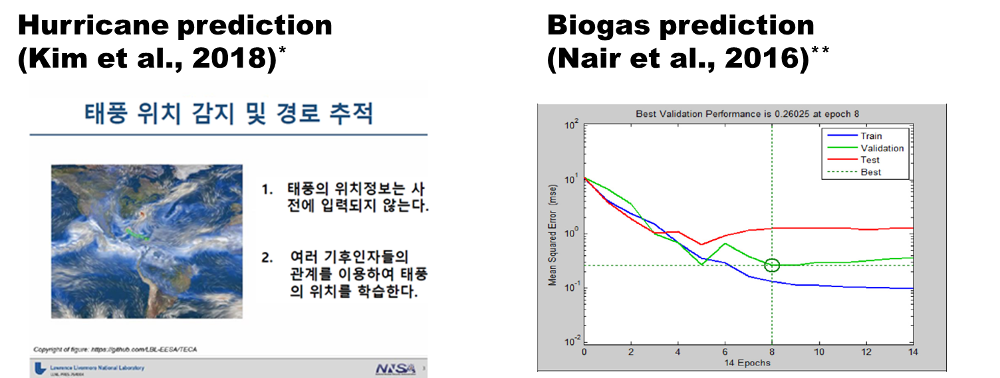 Hurricane prediction
(Kim et al., 2018)*
태풍 위치 감지 및 경로 추적
1. 태풍의 위치정보는 사
전에 입력되지 않는다.
2. 여러 기후인자들의
관계를 이용하여 태풍
의 위치를 학습한다.
Copyright of figure: https://github.com/LBL-EESA/TECA
Lawrence Livermore National Laboratory
NNSA
3
Biogas prediction
(Nair et al., 2016)**
Best Validation Performance is 0.26025 at epoch 8
Train
Validation
Test
Best
Mean Squared Error (mse)
10^2
10^1
10^0
10^-1
10^-2
0 2 4 6 8 10 12 14
14 Epochs